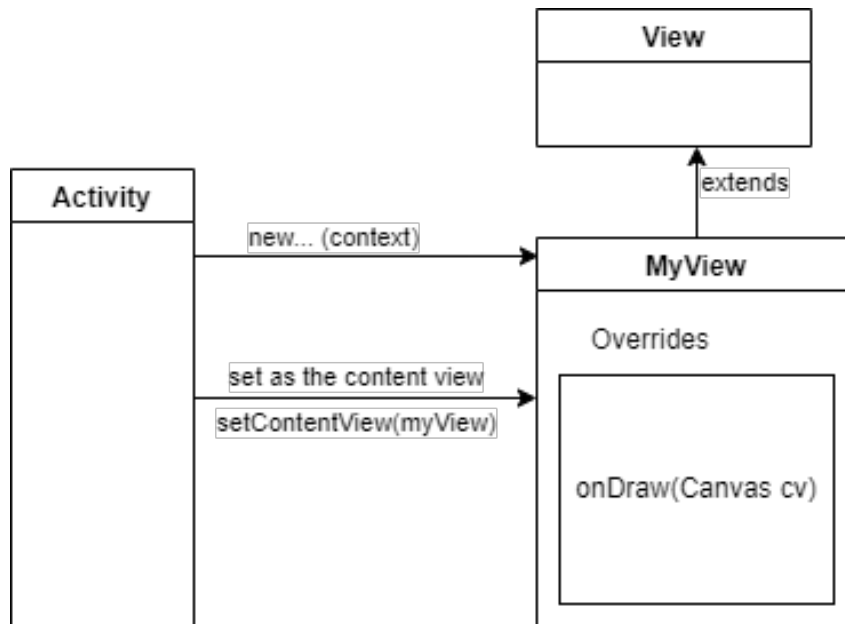 View
extends
Activity
new... (context)
MyView
Overrides
set as the content view
setContentView(myView)
onDraw(Canvas cv)